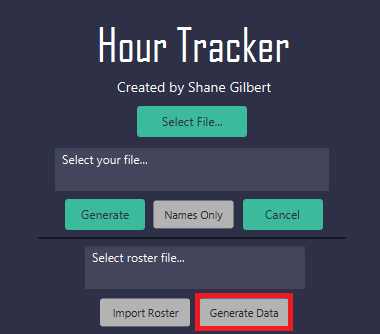 Hour Tracker
Created by Shane Gilbert
Select File...
Select your file...
Generate Names Only Cancel
Select roster file...
Import Roster Generate Data